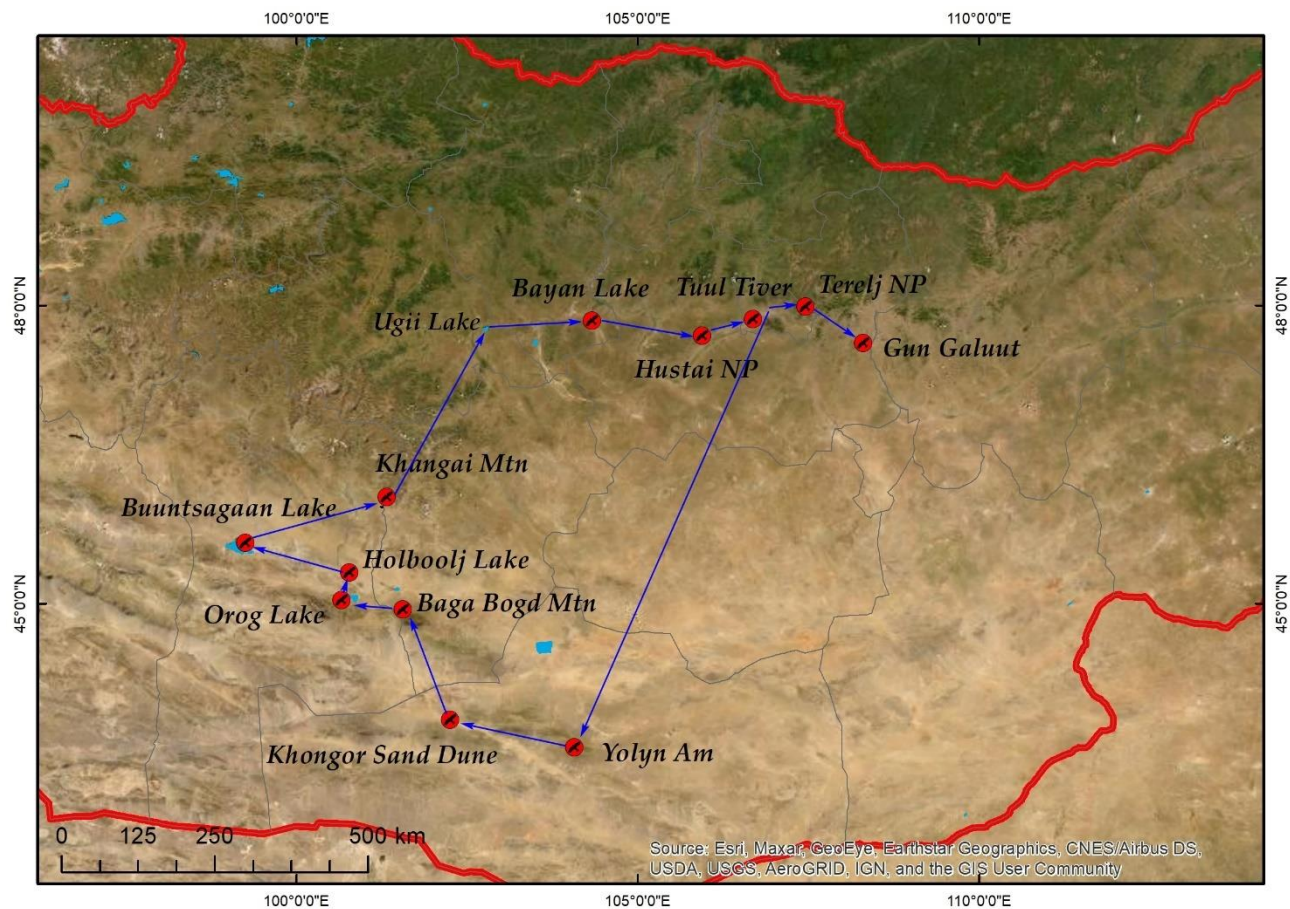 100°0'0"E 105°0'0"E 110°0'0"E
48°0'0"N 48°0'0"N
Bayan Lake Tuul Tiver Terelj NP
Ugii Lake
Hustai NP Gun Galuut
Khangai Mtn
Buuntsagaan Lake
Holboolj Lake
45°0'0"N 45°0'0"N
Orog Lake Baga Bogd Mtn
Khongor Sand Dune Yolyn Am
0 125 250 500 km
Source: Esri, Maxar, GeoEye, Earthstar Geographics, CNES/Airbus DS,
USDA, USGS, AeroGRID, IGN, and the GIS User Community
100°0'0"E 105°0'0"E 110°0'0"E